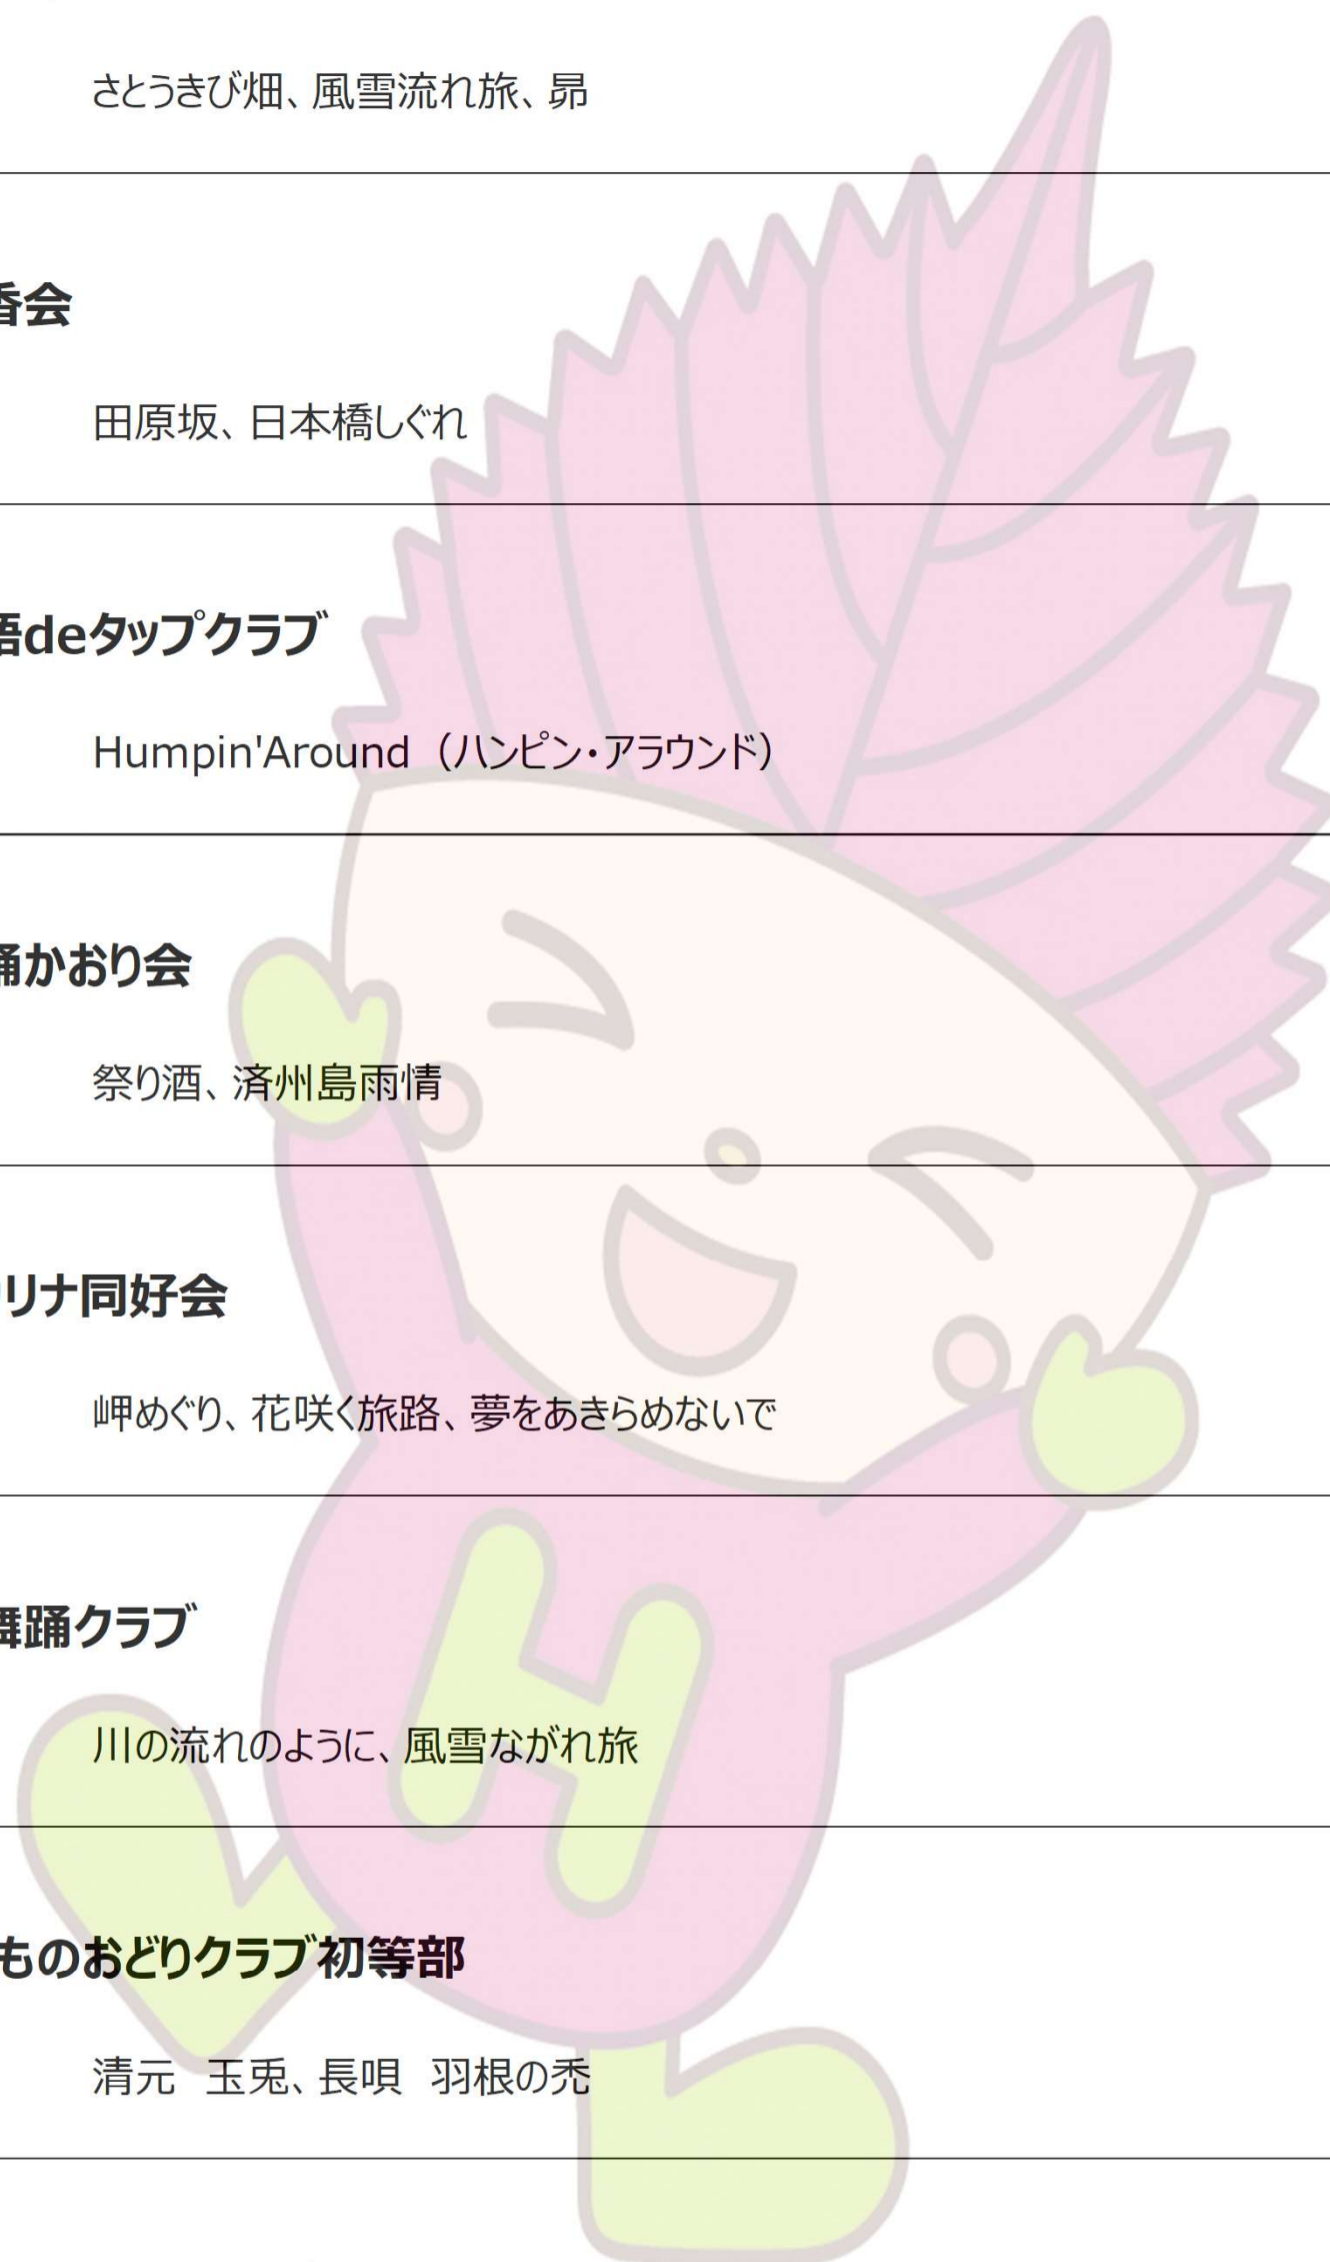 さとうきび畑、風雪流れ旅、昴
香会
田原坂、日本橋しぐれ
語deタップクラブ
Humpin'Around（ハンピン・アラウンド）
踊かおり会
祭り酒、済州島雨情
リナ同好会
岬めぐり、花咲く旅路、夢をあきらめないで
舞踊クラブ
川の流れのように、風雪ながれ旅
ものおどりクラブ初等部
清元　玉兎、長唄　羽根の禿
H